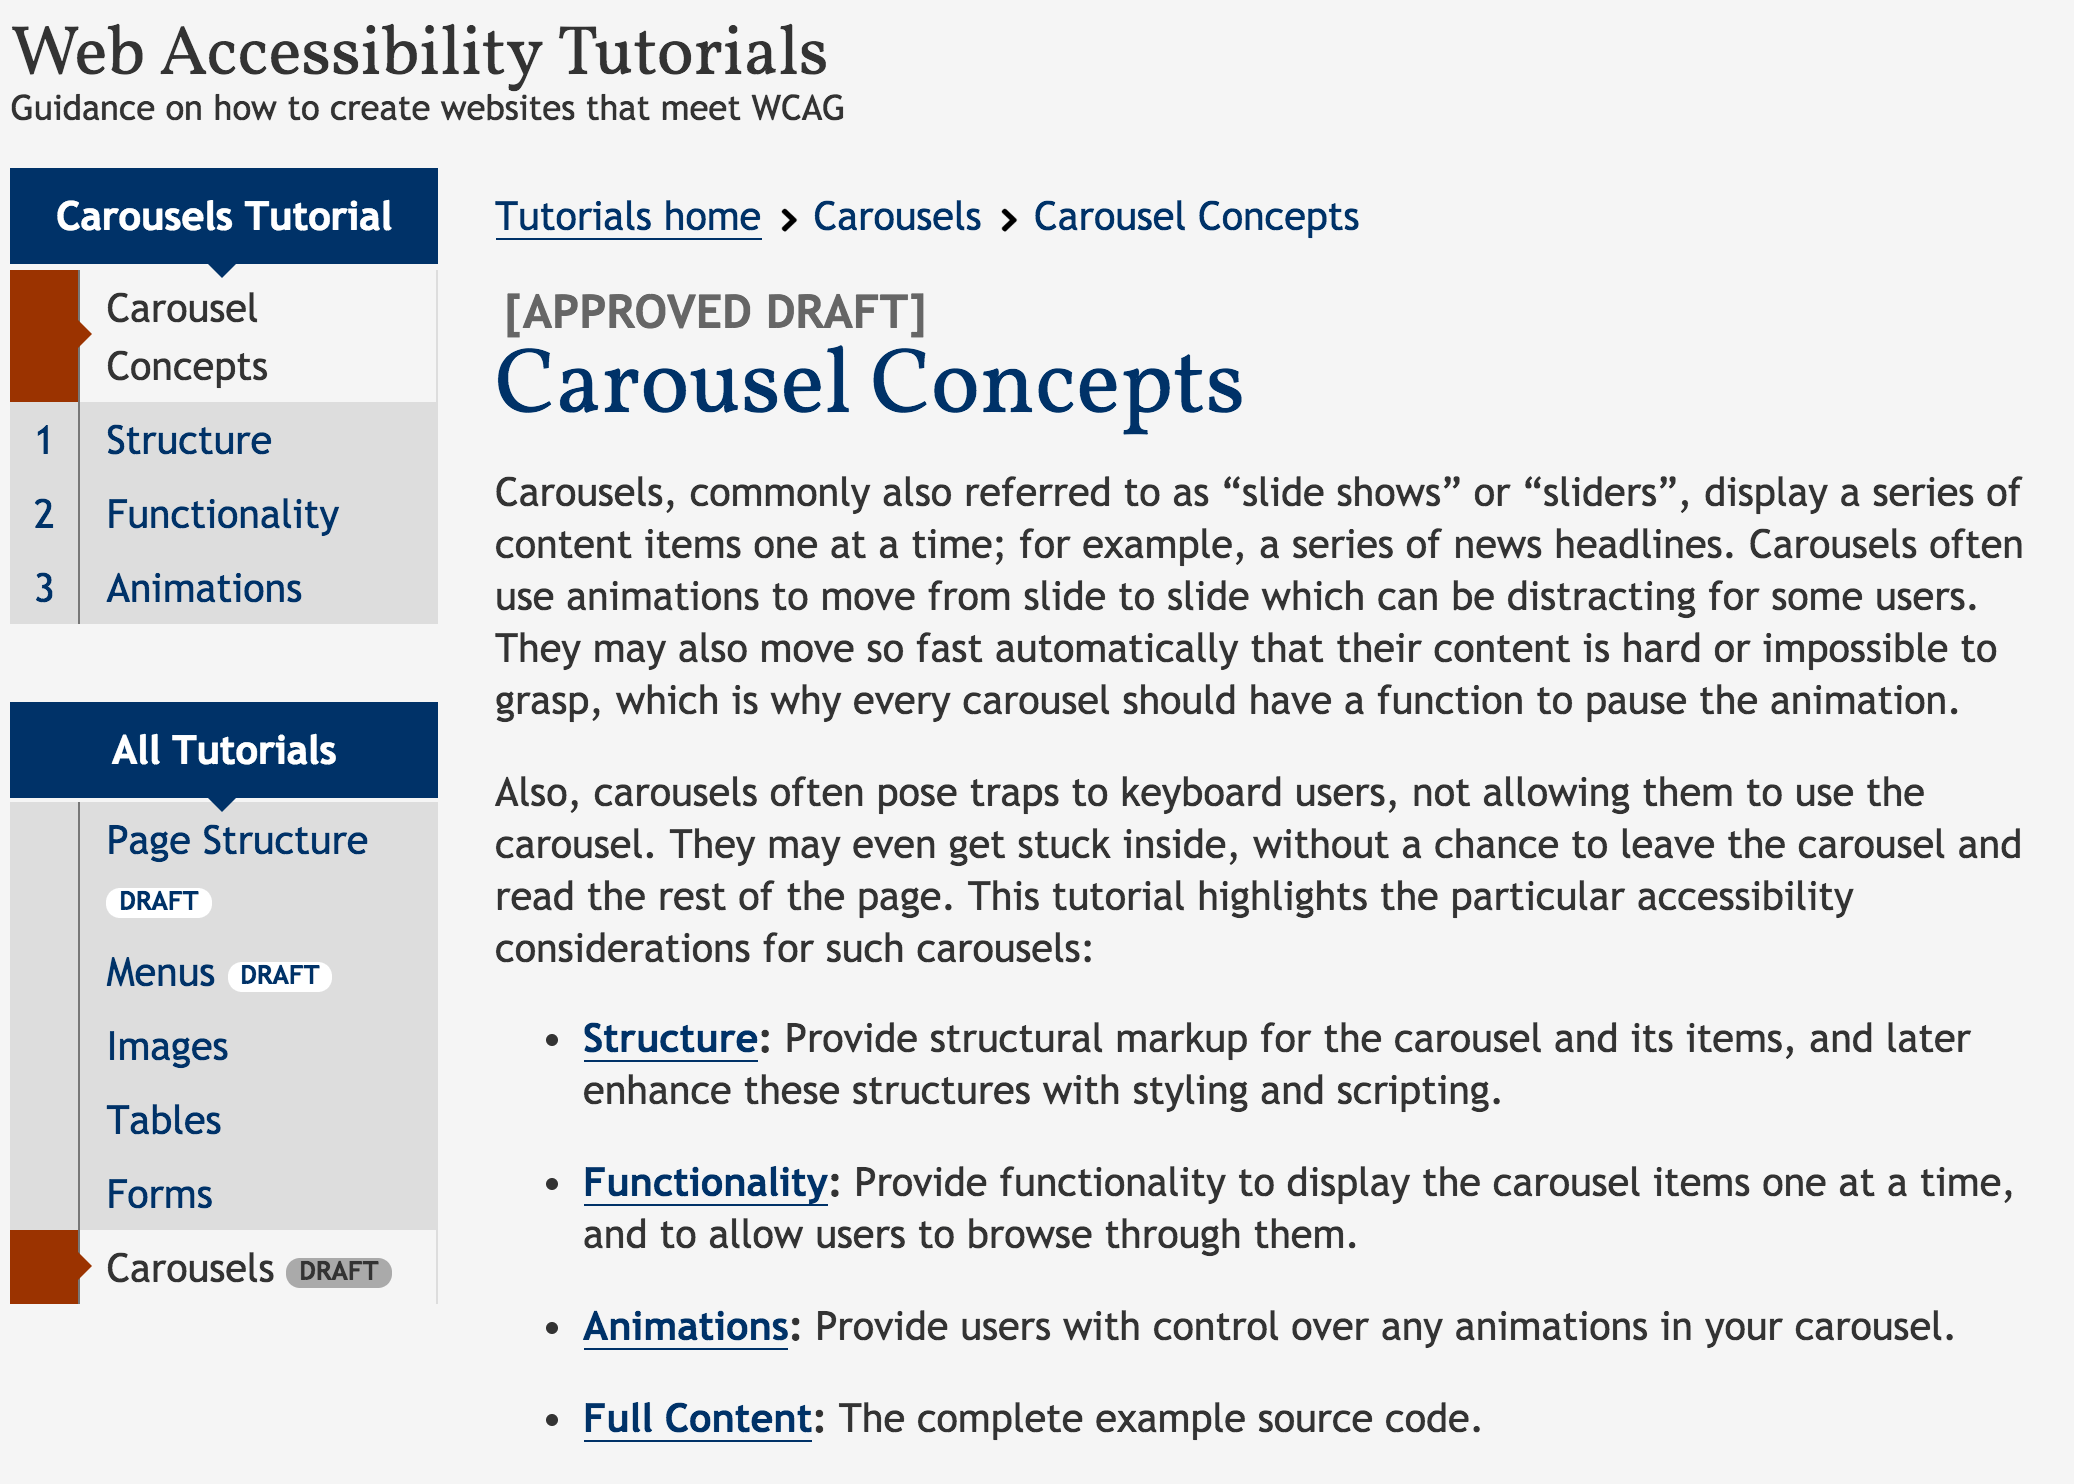 Web Accessibility Tutorials
Guidance on how to create websites that meet WCAG
Carousels Tutorial
Carousel
Concepts
1 Structure
2 Functionality
3 Animations
All Tutorials
Page Structure
DRAFT
Menus DRAFT
Images
Tables
Forms
Carousels DRAFT
Tutorials home > Carousels > Carousel Concepts
[APPROVED DRAFT]
Carousel Concepts
Carousels, commonly also referred to as “slide shows” or “sliders”, display a series of
content items one at a time; for example, a series of news headlines. Carousels often
use animations to move from slide to slide which can be distracting for some users.
They may also move so fast automatically that their content is hard or impossible to
grasp, which is why every carousel should have a function to pause the animation.
Also, carousels often pose traps to keyboard users, not allowing them to use the
carousel. They may even get stuck inside, without a chance to leave the carousel and
read the rest of the page. This tutorial highlights the particular accessibility
considerations for such carousels:
• Structure: Provide structural markup for the carousel and its items, and later
enhance these structures with styling and scripting.
• Functionality: Provide functionality to display the carousel items one at a time,
and to allow users to browse through them.
• Animations: Provide users with control over any animations in your carousel.
• Full Content: The complete example source code.